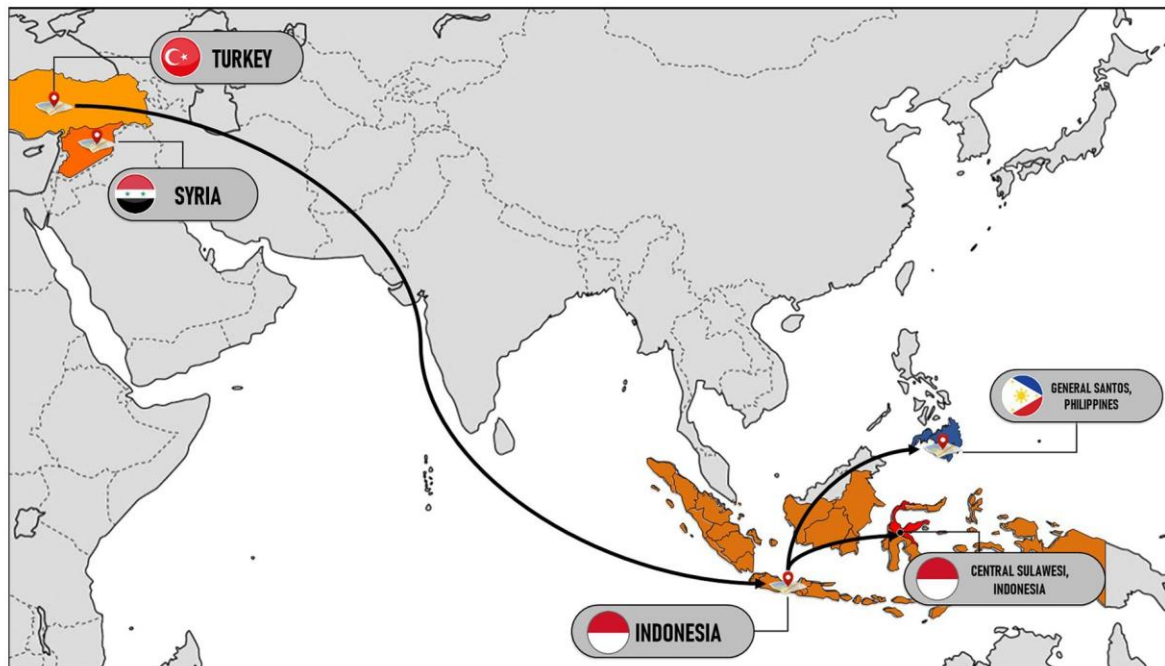 TURKEY
SYRIA
GENERAL SANTOS,
PHILIPPINES
CENTRAL SULAWESI,
INDONESIA
INDONESIA